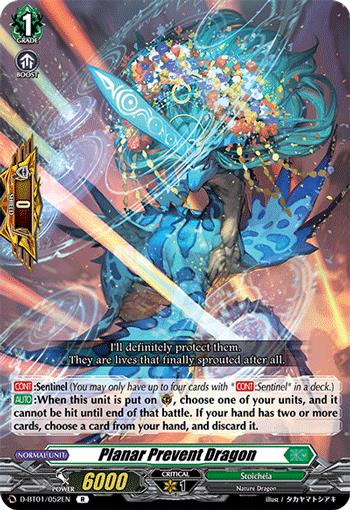 1
GRADE
BOOST
SHIELD
0
I'll definitely protect them.
They are lives that finally sprouted after all.
CONT:Sentinel (You may only have up to four cards with "CONT:Sentinel" in a deck.)
AUTO:When this unit is put on , choose one of your units, and it
cannot be hit until end of that battle. If your hand has two or more
cards, choose a card from your hand, and discard it.
NORMAL UNIT
Planar Prevent Dragon
POWER 6000
CRITICAL
1
Stoicheia
Nature Dragon
D-BT01/052EN R
illust / タカヤマトシアキ